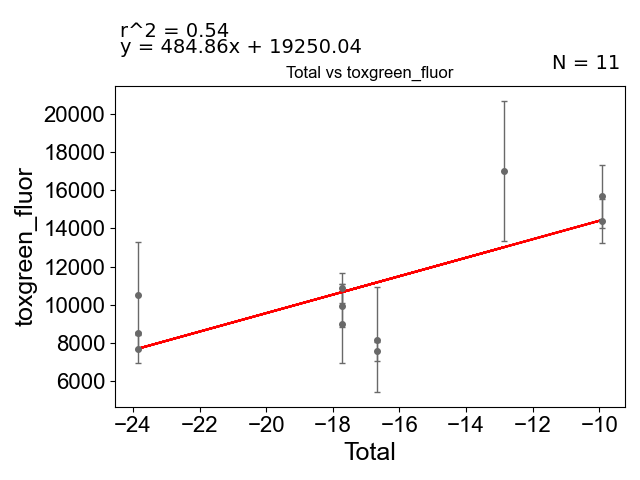 r^2 = 0.54
y = 484.86x + 19250.04
N = 11
Total vs toxgreen_fluor
20000
18000
16000
14000
12000
10000
8000
6000
toxgreen_fluor
−24 −22 −20 −18 −16 −14 −12 −10
Total